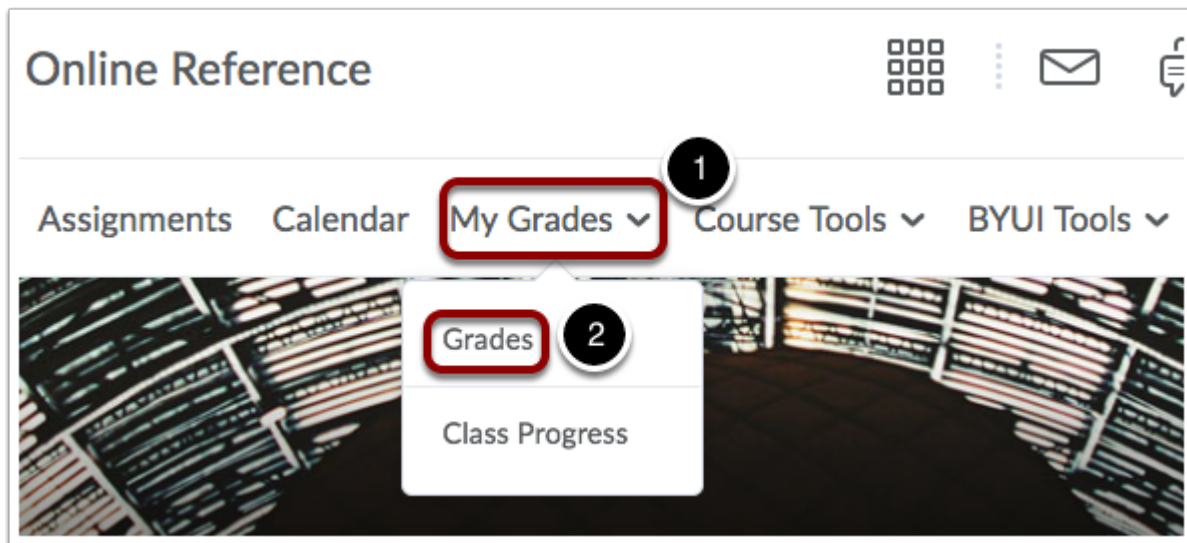 Online Reference
1
Assignments Calendar My Grades Course Tools BYUI Tools
Grades 2
Class Progress